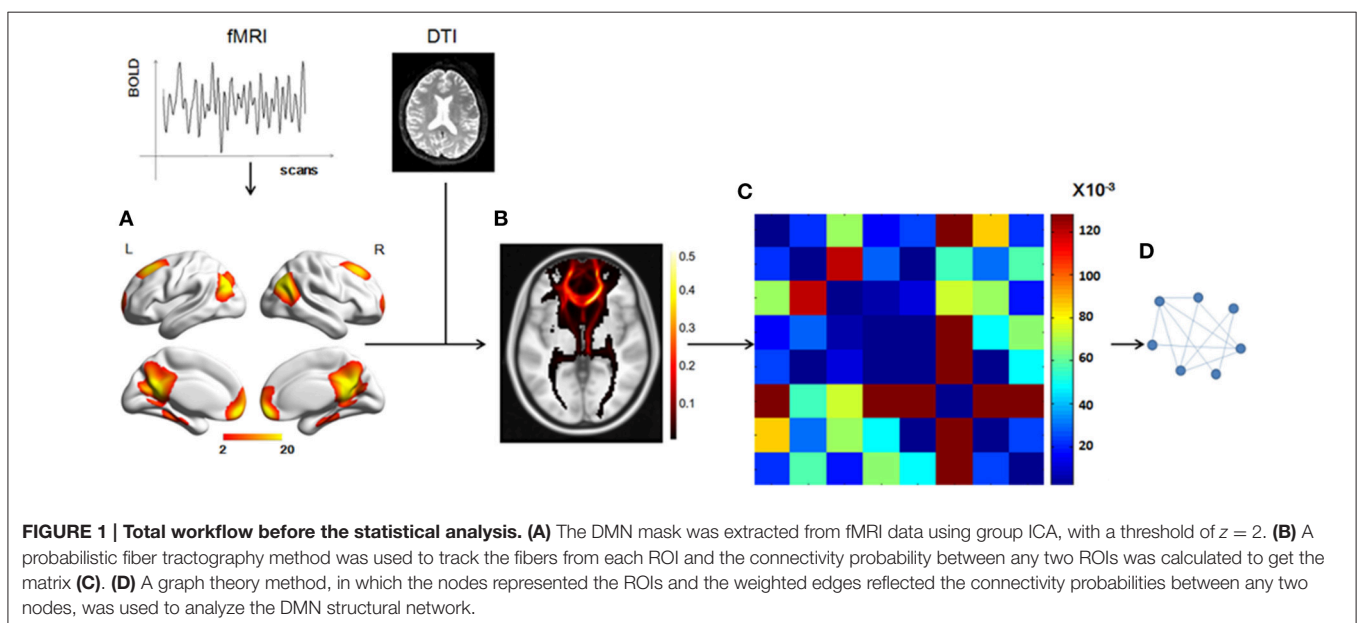 fMRI
DTI
BOLD
scans
A
L
R
2
20
B
0.5
0.4
0.3
0.2
0.1
C
X10-3
120
100
80
60
40
20
D
FIGURE 1 | Total workflow before the statistical analysis. (A) The DMN mask was extracted from fMRI data using group ICA, with a threshold of z = 2. (B) A
probabilistic fiber tractography method was used to track the fibers from each ROI and the connectivity probability between any two ROIs was calculated to get the
matrix (C). (D) A graph theory method, in which the nodes represented the ROIs and the weighted edges reflected the connectivity probabilities between any two
nodes, was used to analyze the DMN structural network.